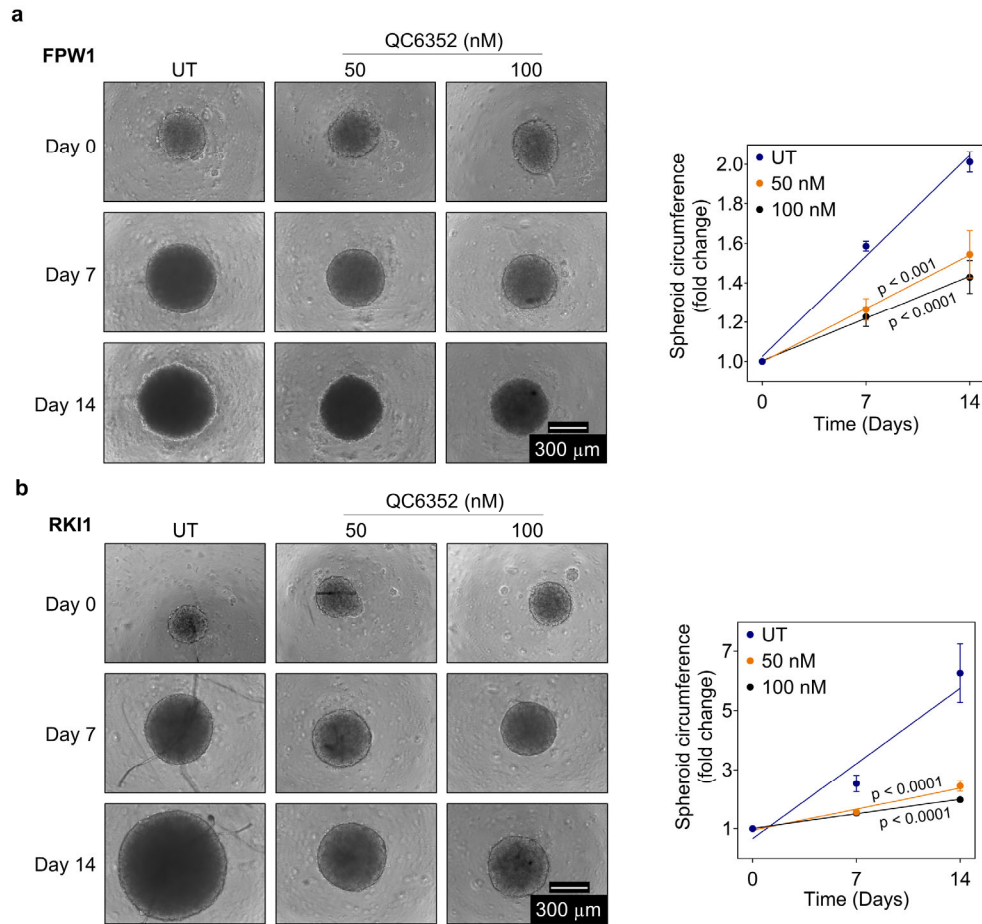 a
FPW1
QC6352 (nM)
UT 50 100
Day 0
Day 7
Day 14
300 μm
Spheroid circumference
(fold change)
2.0
1.8
1.6
1.4
1.2
1.0
UT
50 nM
100 nM
p < 0.001
p < 0.0001
0 7 14
Time (Days)
b
RKI1
QC6352 (nM)
UT 50 100
Day 0
Day 7
Day 14
300 μm
Spheroid circumference
(fold change)
7
5
3
1
UT
50 nM
100 nM
p < 0.0001
p < 0.0001
0 7 14
Time (Days)